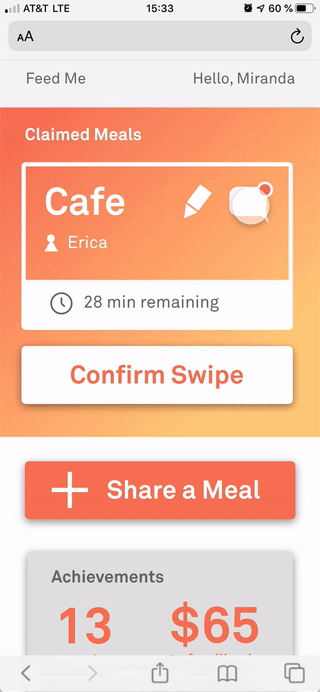 AT&T LTE 15:33 60 %
AA
Feed Me Hello, Miranda
Claimed Meals
Cafe
Erica
28 min remaining
Confirm Swipe
Share a Meal
Achievements
13 $65